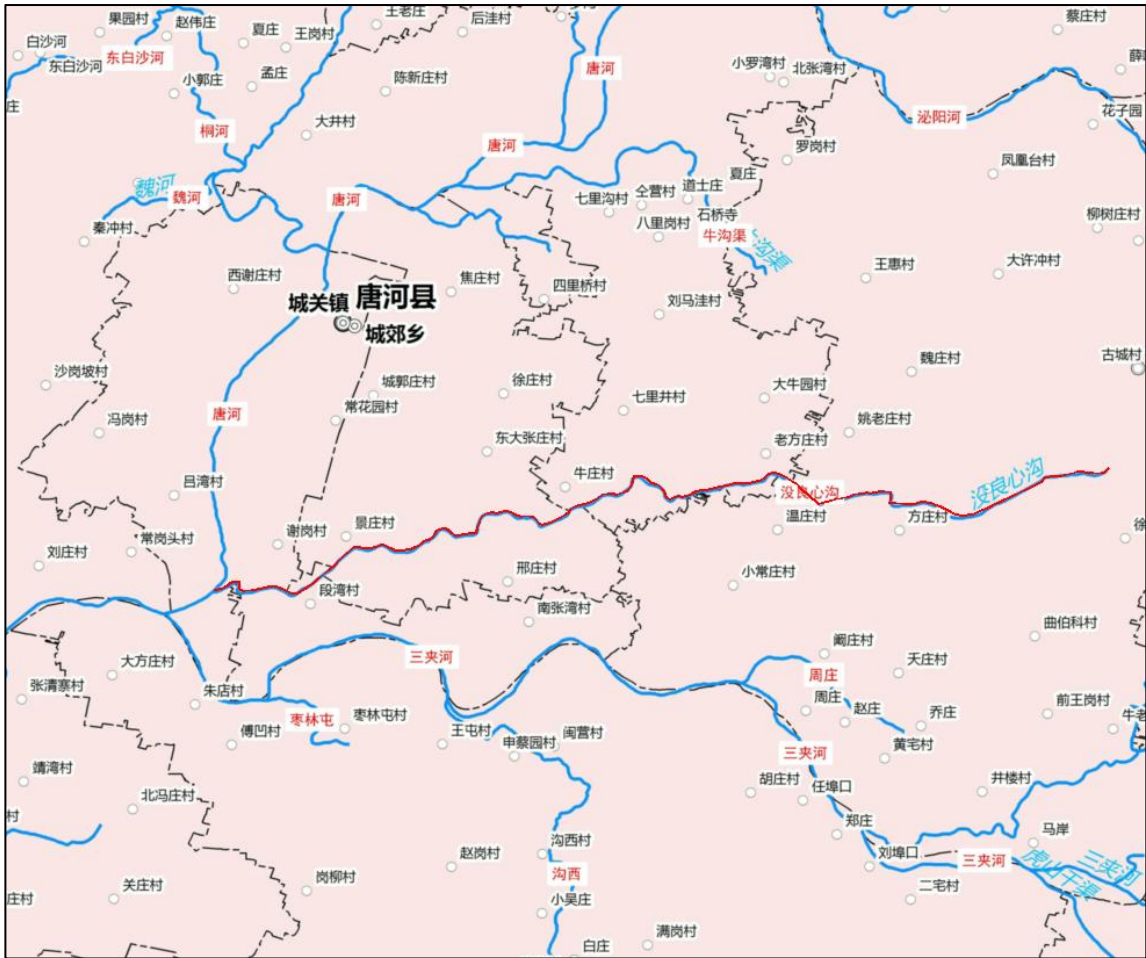 果园村
赵伟庄
王老庄
后洼村
蔡庄村
白沙河
东白沙河
东白沙河
夏庄
王岗村
唐河
小罗湾村
北张湾村
小郭庄
孟庄
陈新庄村
庄
桐河
大井村
泌阳河
花子园
唐河
罗岗村
凤凰台村
魏河
魏河
唐河
七里沟村
仝营村
道士庄
夏庄
石桥寺
八里岗村
牛沟渠
沟渠
柳树庄村
秦冲村
西谢庄村
焦庄村
四里桥村
刘马洼村
王惠村
大许冲村
城关镇
唐河县
城郊乡
沙岗坡村
城郭庄村
徐庄村
魏庄村
古城村
冯岗村
唐河
常花园村
七里井村
大牛园村
姚老庄村
东大张庄村
老方庄村
吕湾村
牛庄村
没良心沟
没良心沟
常岗头村
谢岗村
景庄村
温庄村
方庄村
徐
刘庄村
段湾村
邢庄村
小常庄村
南张湾村
曲伯科村
大方庄村
三夹河
阚庄村
周庄
夭庄村
张清寨村
朱店村
枣林屯
枣林屯村
周庄
赵庄
乔庄
前王岗村
牛老
傅凹村
王屯村
申蔡园村
闽营村
三夹河
黄宅村
靖湾村
胡庄村
任埠口
井楼村
北冯庄村
村
郑庄
马岸
沟西村
刘埠口
三夹河
虎山干渠
三夹河
关庄村
岗柳村
赵岗村
沟西
二宅村
庄村
小吴庄
满岗村
白庄